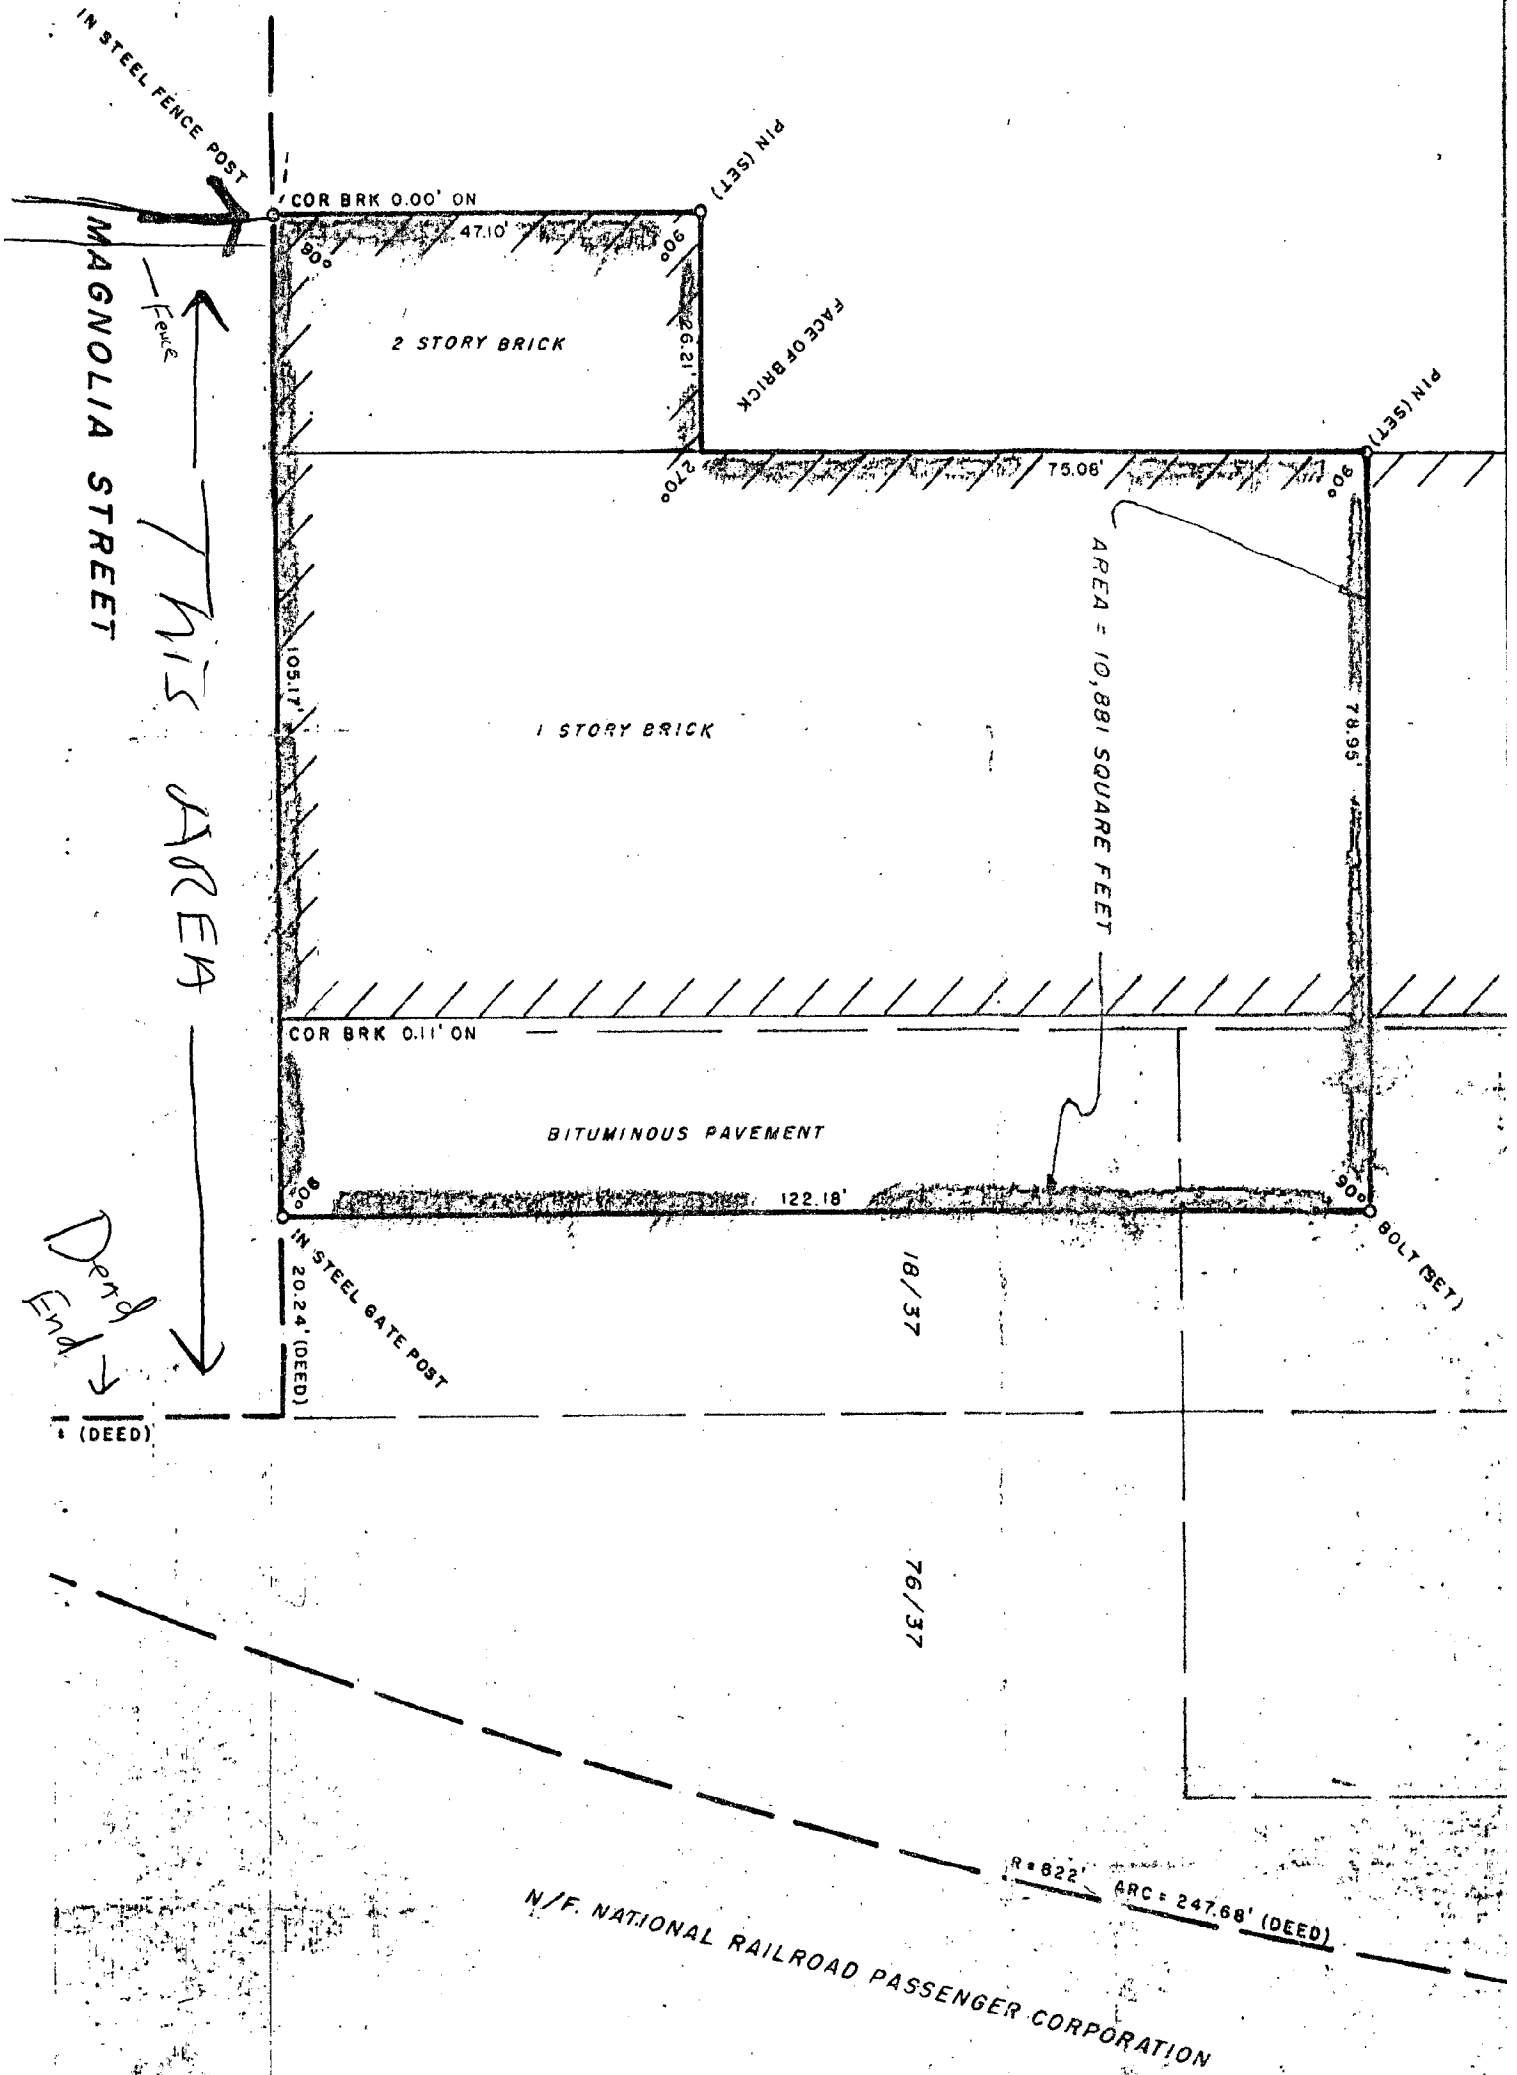 IN STEEL FENCE POST
COR BRK 0.00' ON
PIN (SET)
47.10'
90°
90°
MAGNOLIA STREET
Fence
This AREA
2 STORY BRICK
26.21'
FACE OF BRICK
PIN (SET)
270°
75.08'
90°
AREA = 10,881 SQUARE FEET
105.17'
1 STORY BRICK
78.95'
COR BRK 0.11' ON
BITUMINOUS PAVEMENT
90°
122.18'
90°
BOLT (SET)
IN STEEL GATE POST
20.24' (DEED)
Dend
End
(DEED)
18/37
76/37
R=822'
ARC = 247.68' (DEED)
N/F. NATIONAL RAILROAD PASSENGER CORPORATION